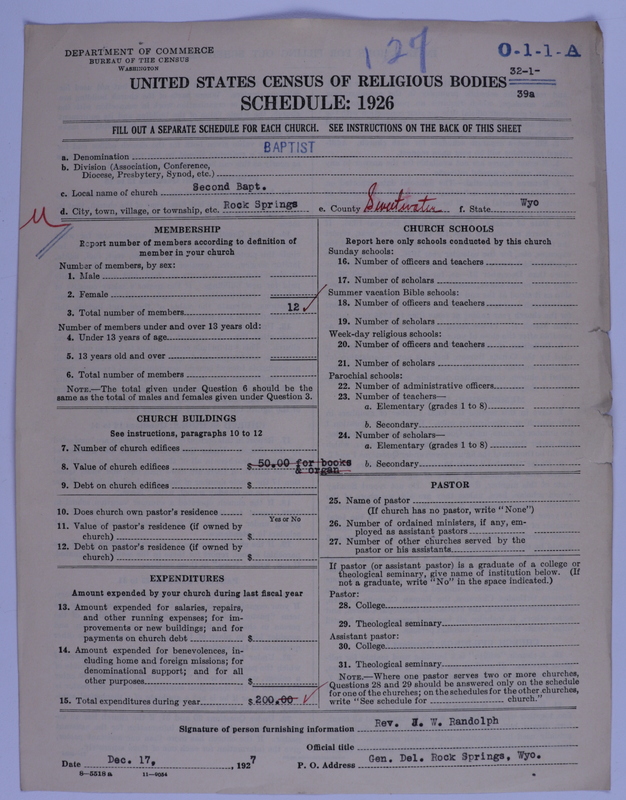 DEPARTMENT OF COMMERCE
BUREAU OF THE CENSUS
WASHINGTON
127
O-1-1-A
32-1-
39a
UNITED STATES CENSUS OF RELIGIOUS BODIES
SCHEDULE: 1926
FILL OUT A SEPARATE SCHEDULE FOR EACH CHURCH. SEE INSTRUCTIONS ON THE BACK OF THIS SHEET
a. Denomination BAPTIST
b. Division (Association, Conference,
Diocese, Presbytery, Synod, etc.)
c. Local name of church Second Bapt.
d. City, town, village, or township, etc. Rock Springs e. County Sweetwater f. State Wyo
MEMBERSHIP
Report number of members according to definition of
member in your church
Number of members, by sex:
1. Male
2. Female
3. Total number of members 12 ✓
Number of members under and over 13 years old:
4. Under 13 years of age
5. 13 years old and over
6. Total number of members
NOTE.—The total given under Question 6 should be the
same as the total of males and females given under Question 3.
CHURCH BUILDINGS
See instructions, paragraphs 10 to 12
7. Number of church edifices
8. Value of church edifices $ 50.00 for books
& organ
9. Debt on church edifices $
10. Does church own pastor's residence
Yes or No
11. Value of pastor's residence (if owned by
church) $
12. Debt on pastor's residence (if owned by
church) $
EXPENDITURES
Amount expended by your church during last fiscal year
13. Amount expended for salaries, repairs,
and other running expenses; for im-
provements or new buildings; and for
payments on church debt $
14. Amount expended for benevolences, in-
cluding home and foreign missions; for
denominational support; and for all
other purposes $
15. Total expenditures during year $ 200.00 ✓
CHURCH SCHOOLS
Report here only schools conducted by this church
Sunday schools:
16. Number of officers and teachers
17. Number of scholars
Summer vacation Bible schools:
18. Number of officers and teachers
19. Number of scholars
Week-day religious schools:
20. Number of officers and teachers
21. Number of scholars
Parochial schools:
22. Number of administrative officers
23. Number of teachers—
a. Elementary (grades 1 to 8)
b. Secondary
24. Number of scholars—
a. Elementary (grades 1 to 8)
b. Secondary
PASTOR
25. Name of pastor
(If church has no pastor, write "None")
26. Number of ordained ministers, if any, em-
ployed as assistant pastors
27. Number of other churches served by the
pastor or his assistants
If pastor (or assistant pastor) is a graduate of a college or
theological seminary, give name of institution below. (If
not a graduate, write "No" in the space indicated.)
Pastor:
28. College
29. Theological seminary
Assistant pastor:
30. College
31. Theological seminary
NOTE.—Where one pastor serves two or more churches,
Questions 28 and 29 should be answered only on the schedule
for one of the churches; on the schedules for the other churches,
write "See schedule for church."
Signature of person furnishing information Rev. J. W. Randolph
Official title
Date Dec. 17, , 1927 P. O. Address Gen. Del. Rock Springs, Wyo.
8—5518a 11—9054